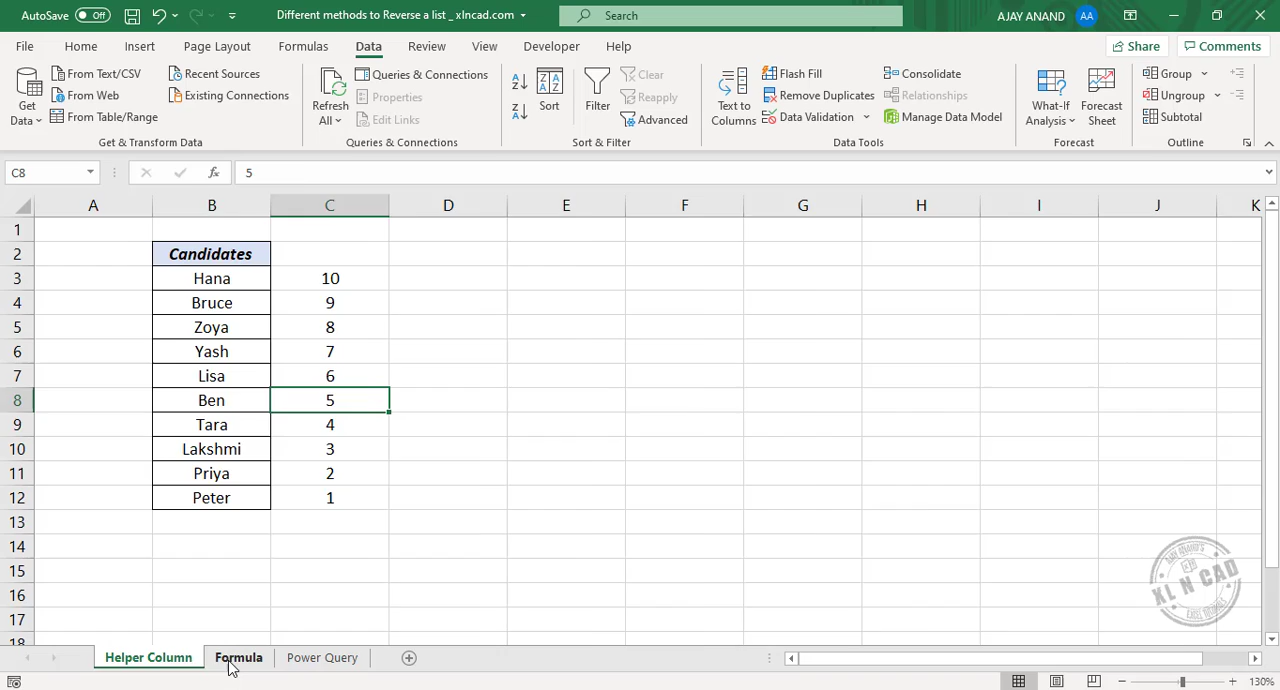 AutoSave Off Different methods to Reverse a list _ xlncad.com Search AJAY ANAND AA
File Home Insert Page Layout Formulas Data Review View Developer Help Share Comments
Get Data
From Text/CSV
From Web
From Table/Range
Recent Sources
Existing Connections
Get & Transform Data
Refresh All
Queries & Connections
Properties
Edit Links
Queries & Connections
Sort
Filter
Clear
Reapply
Advanced
Sort & Filter
Text to Columns
Flash Fill
Remove Duplicates
Data Validation
Consolidate
Relationships
Manage Data Model
Data Tools
What-If Analysis
Forecast Sheet
Forecast
Group
Ungroup
Subtotal
Outline
C8 fx 5
A B C D E F G H I J K
1
2 Candidates
3 Hana 10
4 Bruce 9
5 Zoya 8
6 Yash 7
7 Lisa 6
8 Ben 5
9 Tara 4
10 Lakshmi 3
11 Priya 2
12 Peter 1
13
14
15
16
17
18
AJAY ANAND'S
XL N CAD
EXCEL TUTORIALS
Helper Column Formula Power Query
130%